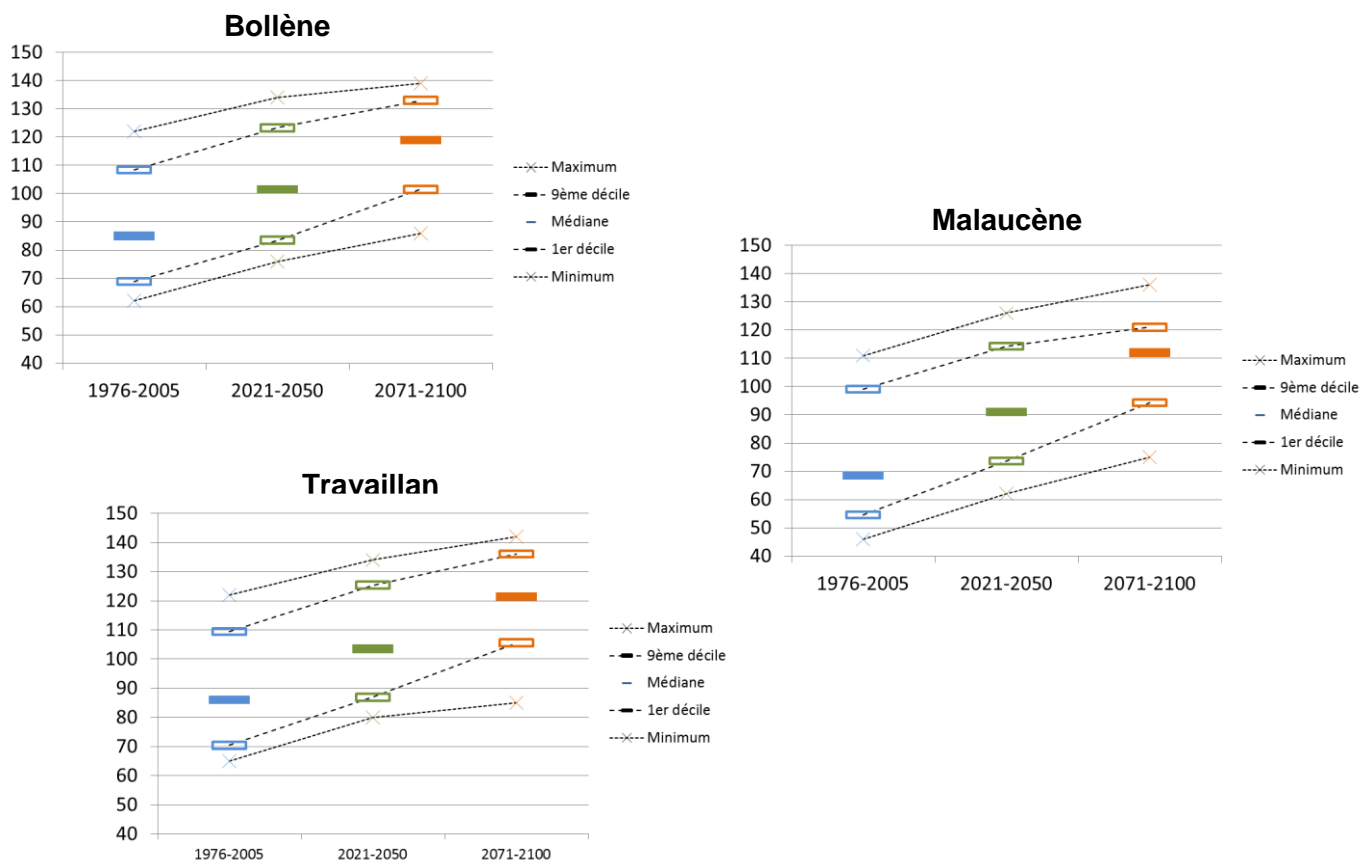 Bollène
150
140
130
120
110
100
90
80
70
60
50
40
1976-2005 2021-2050 2071-2100
Maximum
9ème décile
Médiane
1er décile
Minimum
Malaucène
150
140
130
120
110
100
90
80
70
60
50
40
1976-2005 2021-2050 2071-2100
Maximum
9ème décile
Médiane
1er décile
Minimum
Travaillan
150
140
130
120
110
100
90
80
70
60
50
40
1976-2005 2021-2050 2071-2100
Maximum
9ème décile
Médiane
1er décile
Minimum